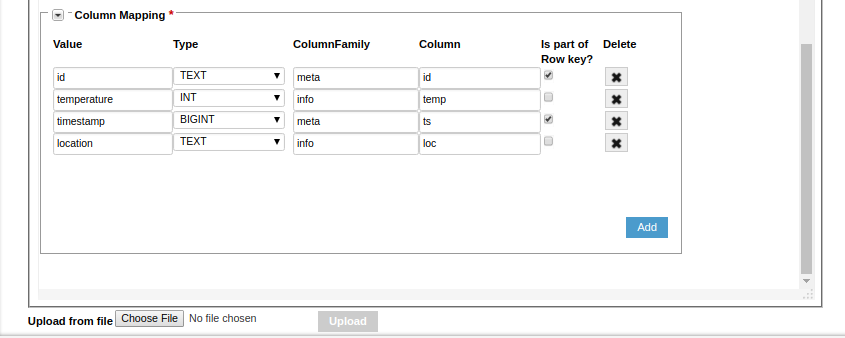 Column Mapping *
Value Type ColumnFamily Column Is part of Row key? Delete
id TEXT meta id
temperature INT info temp
timestamp BIGINT meta ts
location TEXT info loc
Add
Upload from file Choose File No file chosen Upload